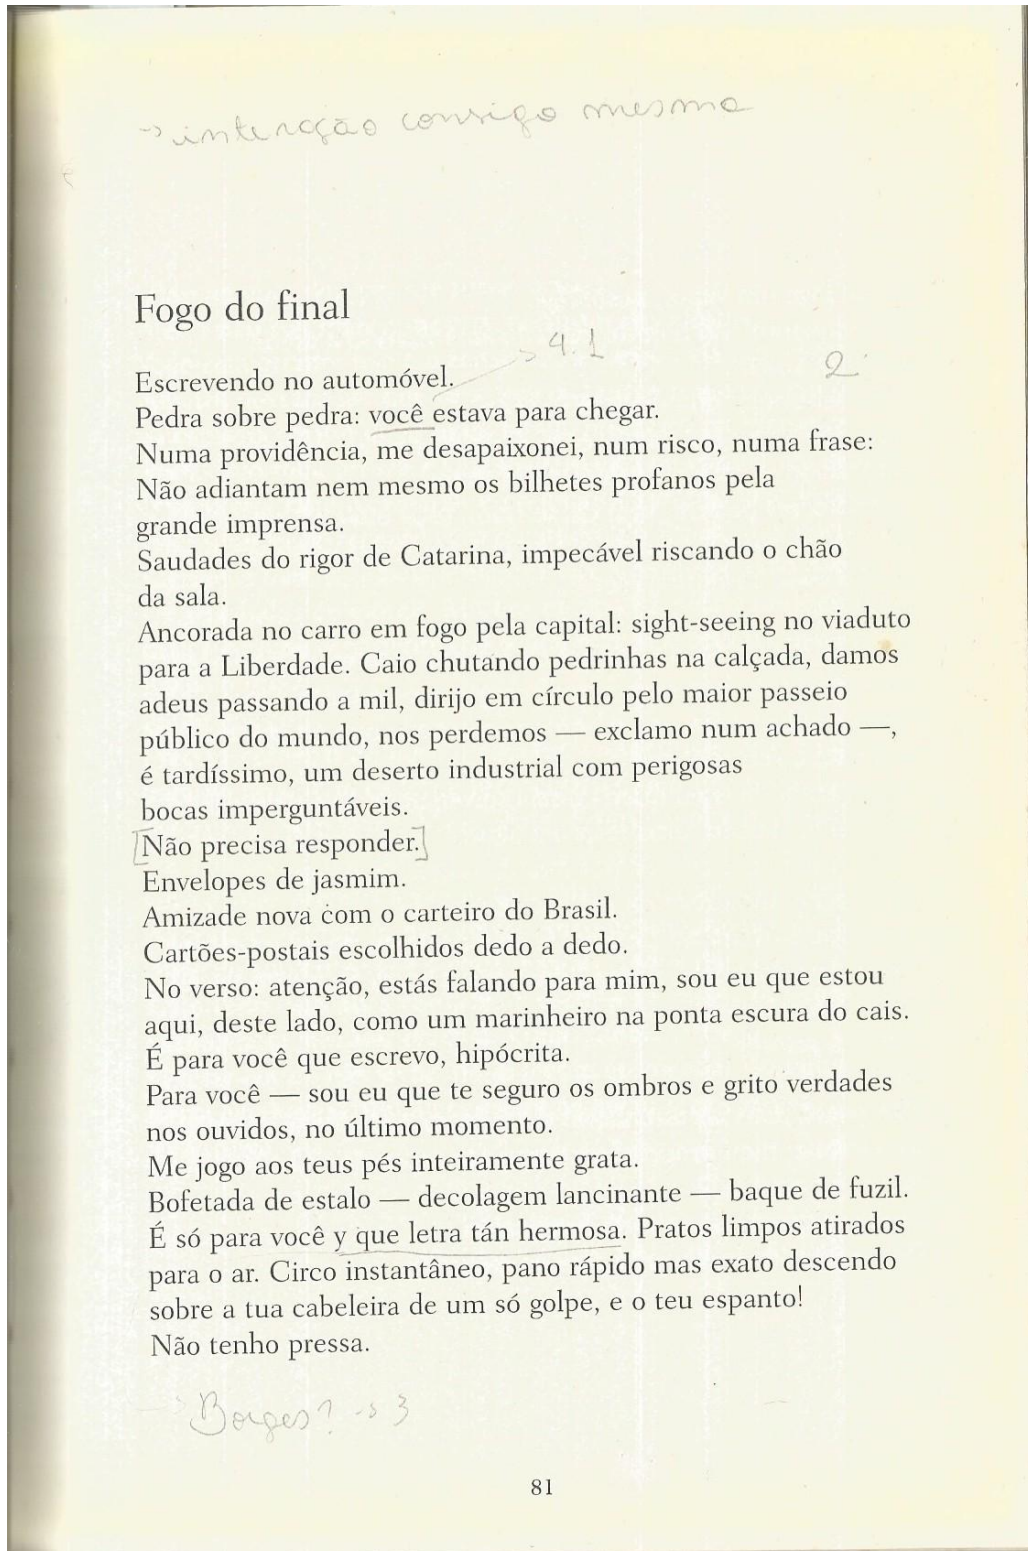 → interação consigo mesma
Fogo do final
→ 4.1
2
Escrevendo no automóvel.
Pedra sobre pedra: você estava para chegar.
Numa providência, me desapaixonei, num risco, numa frase:
Não adiantam nem mesmo os bilhetes profanos pela
grande imprensa.
Saudades do rigor de Catarina, impecável riscando o chão
da sala.
Ancorada no carro em fogo pela capital: sight-seeing no viaduto
para a Liberdade. Caio chutando pedrinhas na calçada, damos
adeus passando a mil, dirijo em círculo pelo maior passeio
público do mundo, nos perdemos — exclamo num achado —,
é tardíssimo, um deserto industrial com perigosas
bocas imperguntáveis.
[Não precisa responder.]
Envelopes de jasmim.
Amizade nova com o carteiro do Brasil.
Cartões-postais escolhidos dedo a dedo.
No verso: atenção, estás falando para mim, sou eu que estou
aqui, deste lado, como um marinheiro na ponta escura do cais.
É para você que escrevo, hipócrita.
Para você — sou eu que te seguro os ombros e grito verdades
nos ouvidos, no último momento.
Me jogo aos teus pés inteiramente grata.
Bofetada de estalo — decolagem lancinante — baque de fuzil.
É só para você y que letra tán hermosa. Pratos limpos atirados
para o ar. Circo instantâneo, pano rápido mas exato descendo
sobre a tua cabeleira de um só golpe, e o teu espanto!
Não tenho pressa.
Borges? → 3
81